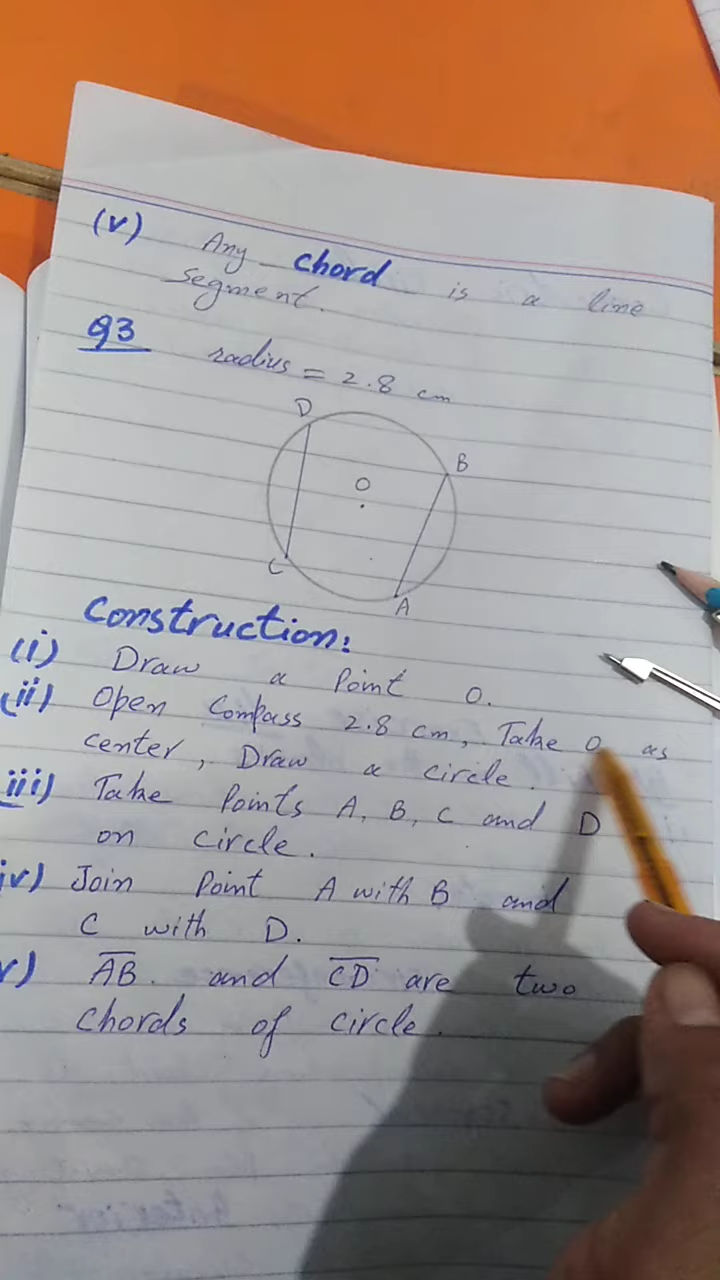 (v) Any chord is a line
segment.
Q3 radius = 2.8 cm
D
B
O
C
A
Construction:
(i) Draw a Point O.
(ii) Open Compass 2.8 cm, Take O as
center, Draw a circle.
iii) Take Points A, B, C and D
on circle.
iv) Join Point A with B and
C with D.
v) AB and CD are two
chords of circle.